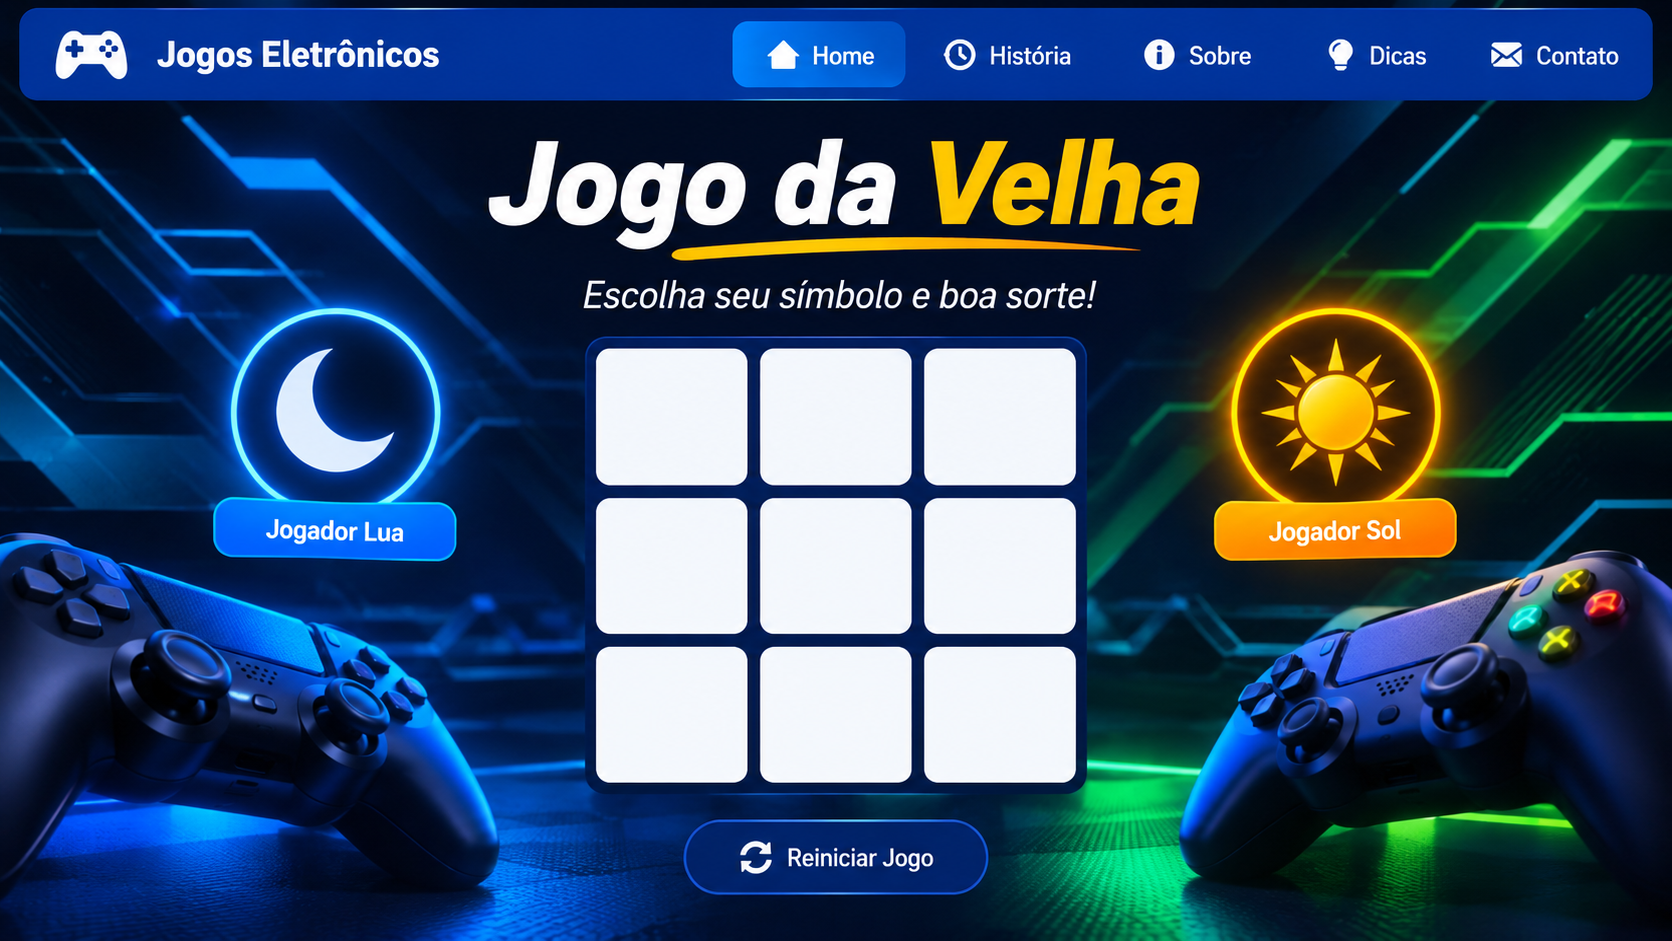 Jogos Eletrônicos
Home
História
Sobre
Dicas
Contato
Jogo da Velha
Escolha seu símbolo e boa sorte!
Jogador Lua
Jogador Sol
Reiniciar Jogo